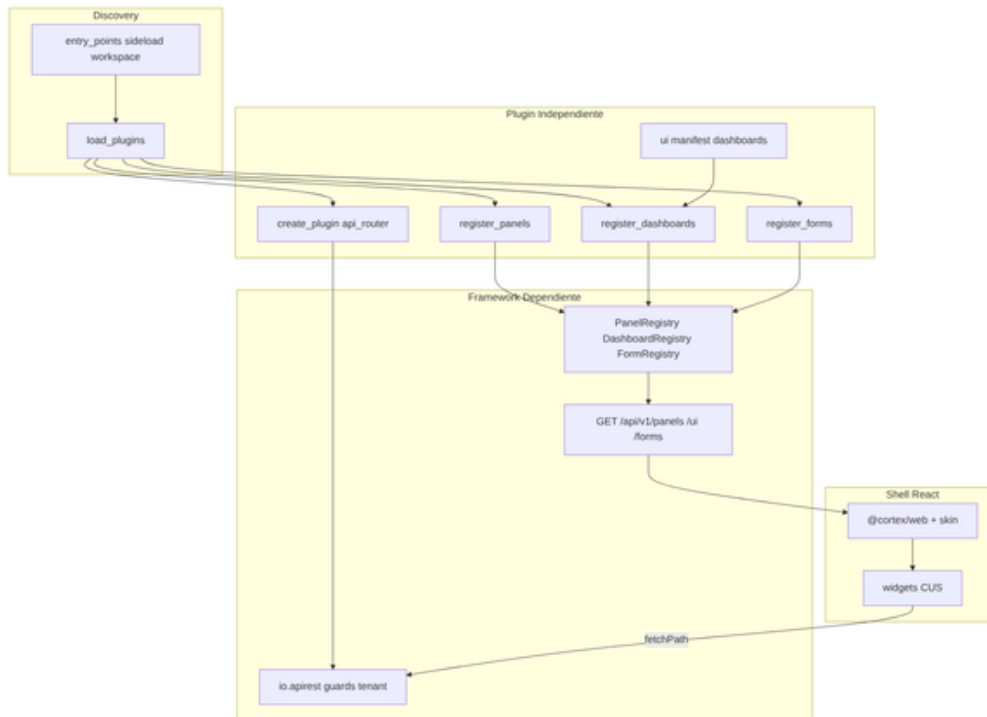 Discovery
entry_points sideload
workspace
load_plugins
Plugin Independiente
ui manifest dashboards
create_plugin api_router
register_panels
register_dashboards
register_forms
Framework Dependiente
PanelRegistry
DashboardRegistry
FormRegistry
GET /api/v1/panels /ui
/forms
Shell React
@cortex/web + skin
widgets CUS
fetchPath
io.apirest guards tenant